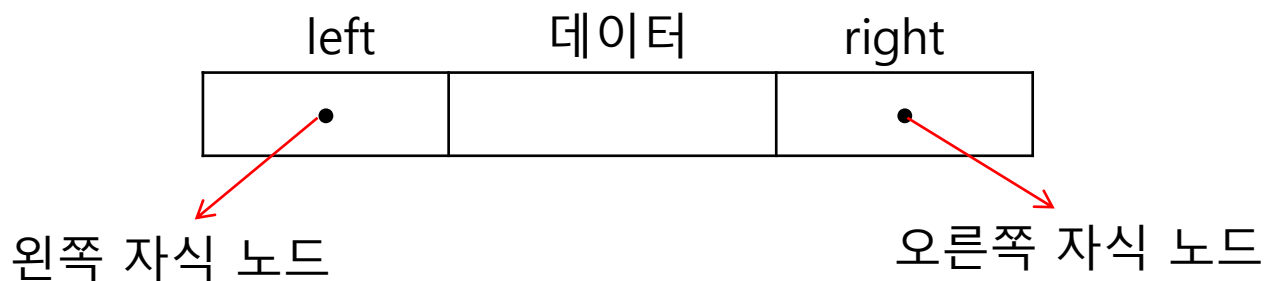 left 데이터 right
왼쪽 자식 노드
오른쪽 자식 노드